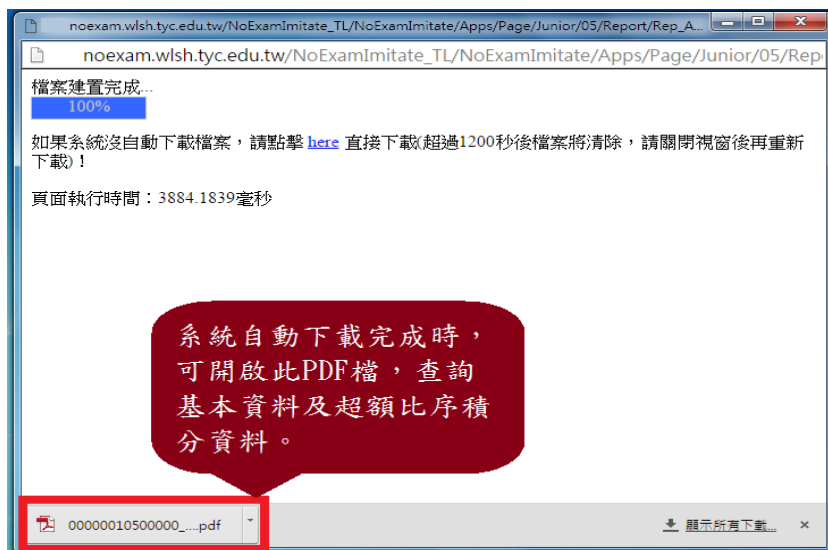 noexam.wlsh.tyc.edu.tw/NoExamImitate_TL/NoExamImitate/Apps/Page/Junior/05/Report/Rep_A...
noexam.wlsh.tyc.edu.tw/NoExamImitate_TL/NoExamImitate/Apps/Page/Junior/05/Rep
檔案建置完成...
100%
如果系統沒自動下載檔案,請點擊 here 直接下載(超過1200秒後檔案將清除,請關閉視窗後再重新
下載)!
頁面執行時間:3884.1839毫秒
系統自動下載完成時,
可開啟此PDF檔,查詢
基本資料及超額比序積
分資料。
00000010500000_....pdf
顯示所有下載...